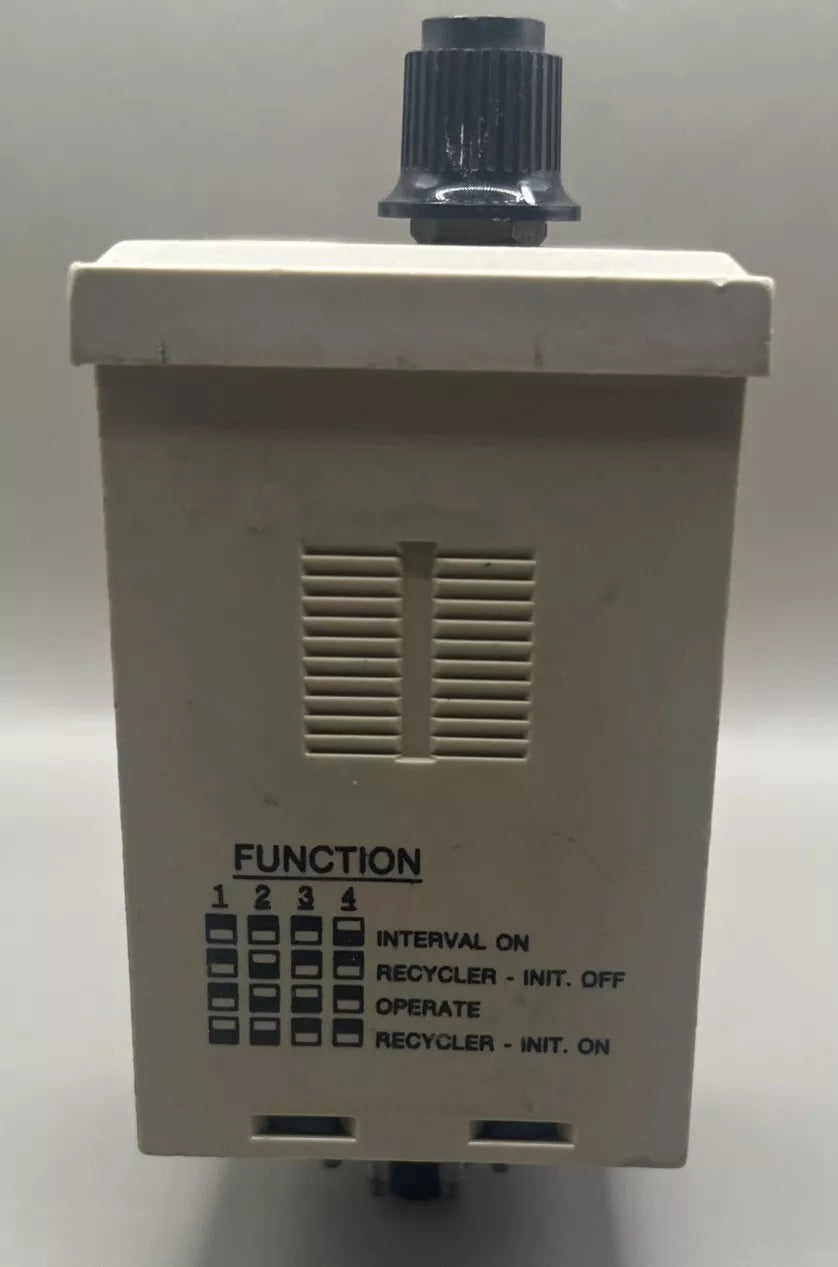 FUNCTION
1 2 3 4
INTERVAL ON
RECYCLER - INIT. OFF
OPERATE
RECYCLER - INIT. ON